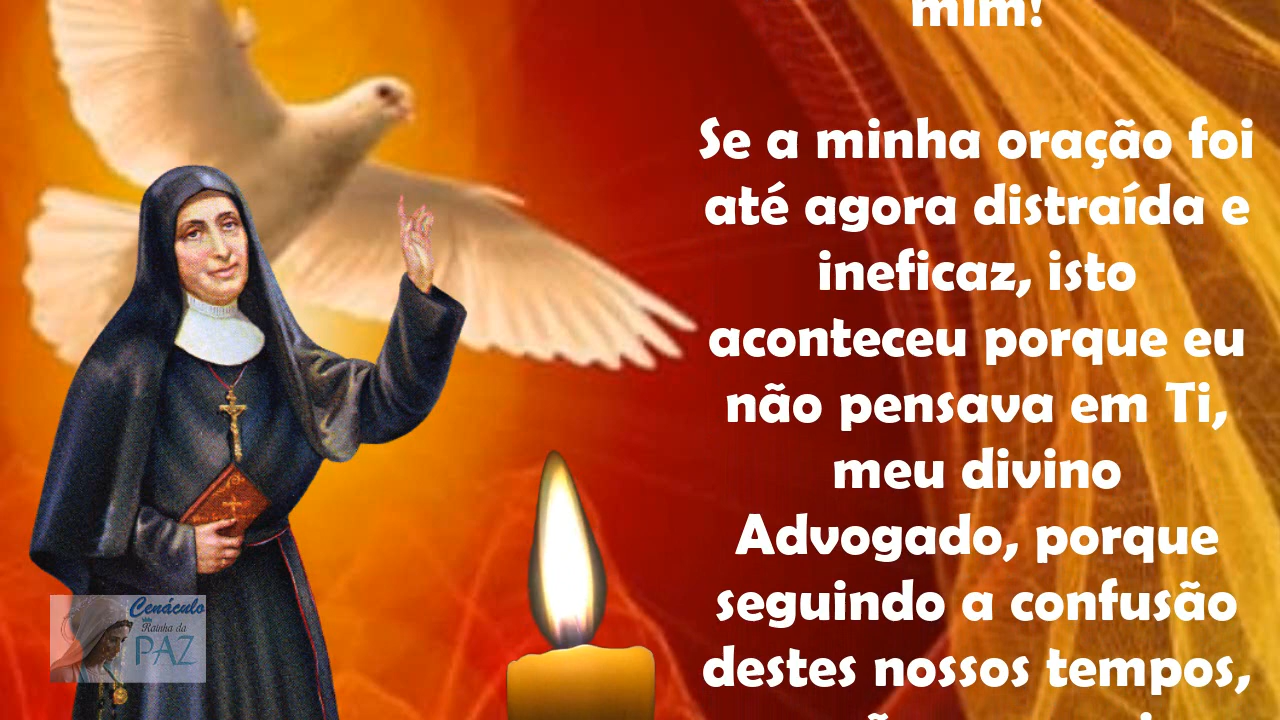 mim!
Se a minha oração foi
até agora distraída e
ineficaz, isto
aconteceu porque eu
não pensava em Ti,
meu divino
Advogado, porque
seguindo a confusão
destes nossos tempos,
Cenáculo
Rainha da
PAZ